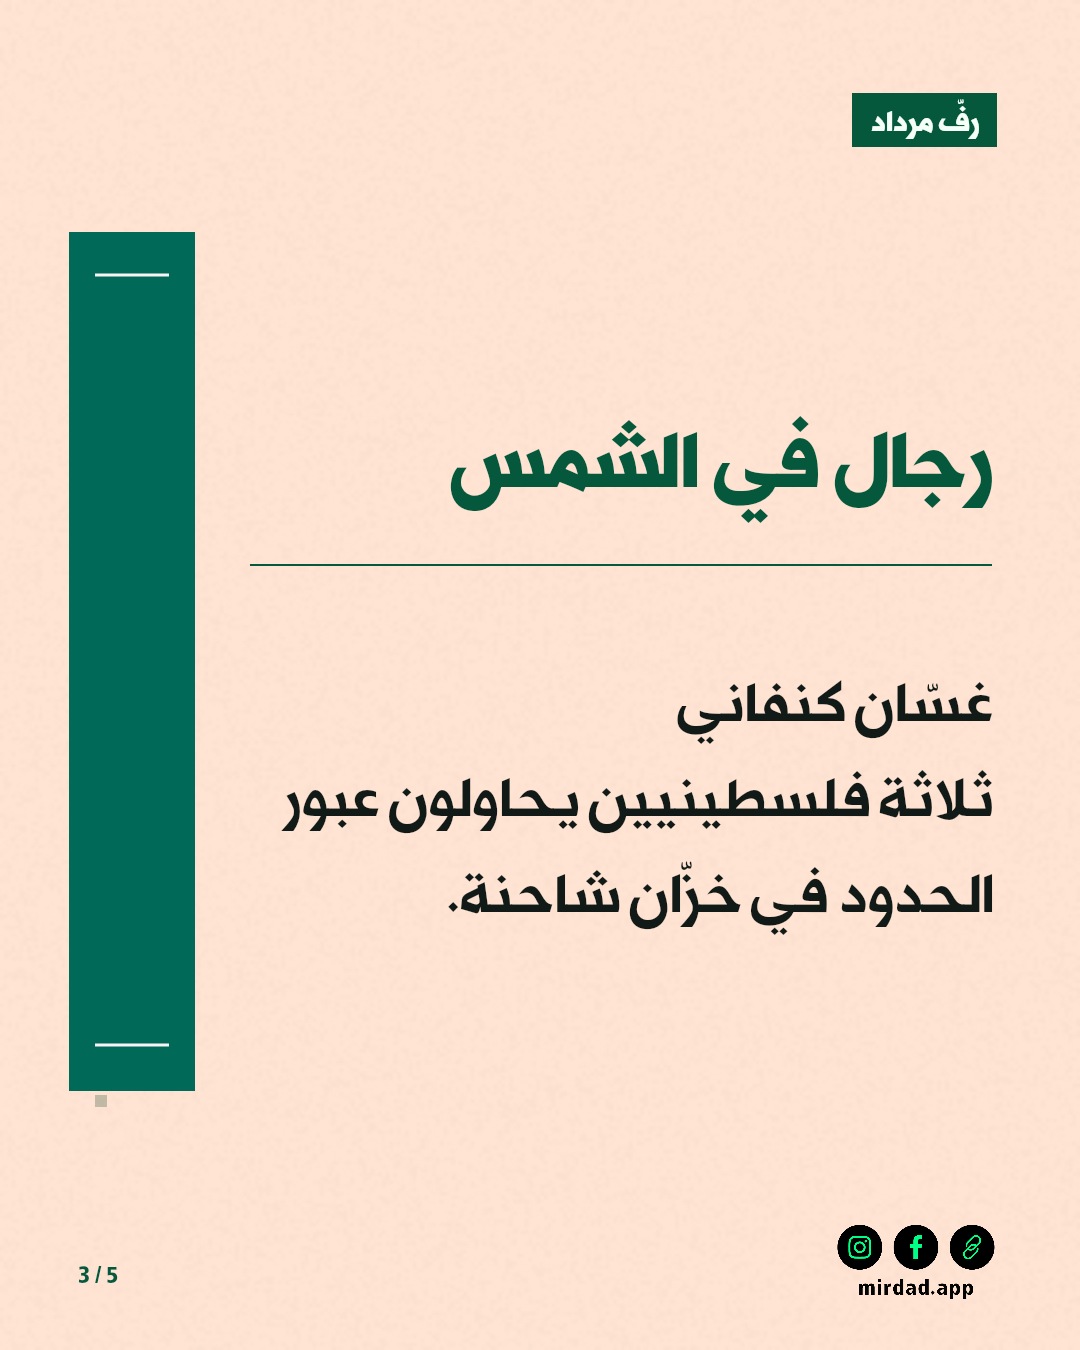 رفّ مرداد
رجال في الشمس
غسّان كنفاني
ثلاثة فلسطينيين يحاولون عبور
الحدود في خزّان شاحنة.
3 / 5
mirdad.app